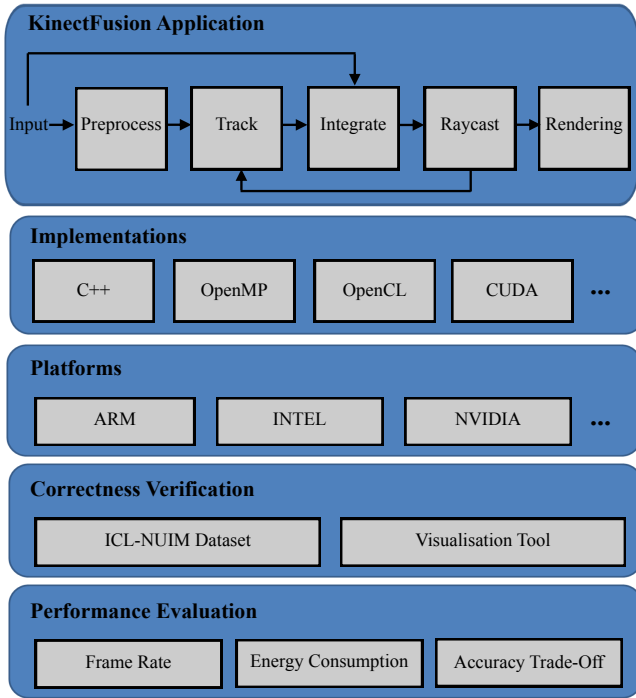 KinectFusion Application
Input
Preprocess
Track
Integrate
Raycast
Rendering
Implementations
C++
OpenMP
OpenCL
CUDA
...
Platforms
ARM
INTEL
NVIDIA
...
Correctness Verification
ICL-NUIM Dataset
Visualisation Tool
Performance Evaluation
Frame Rate
Energy Consumption
Accuracy Trade-Off